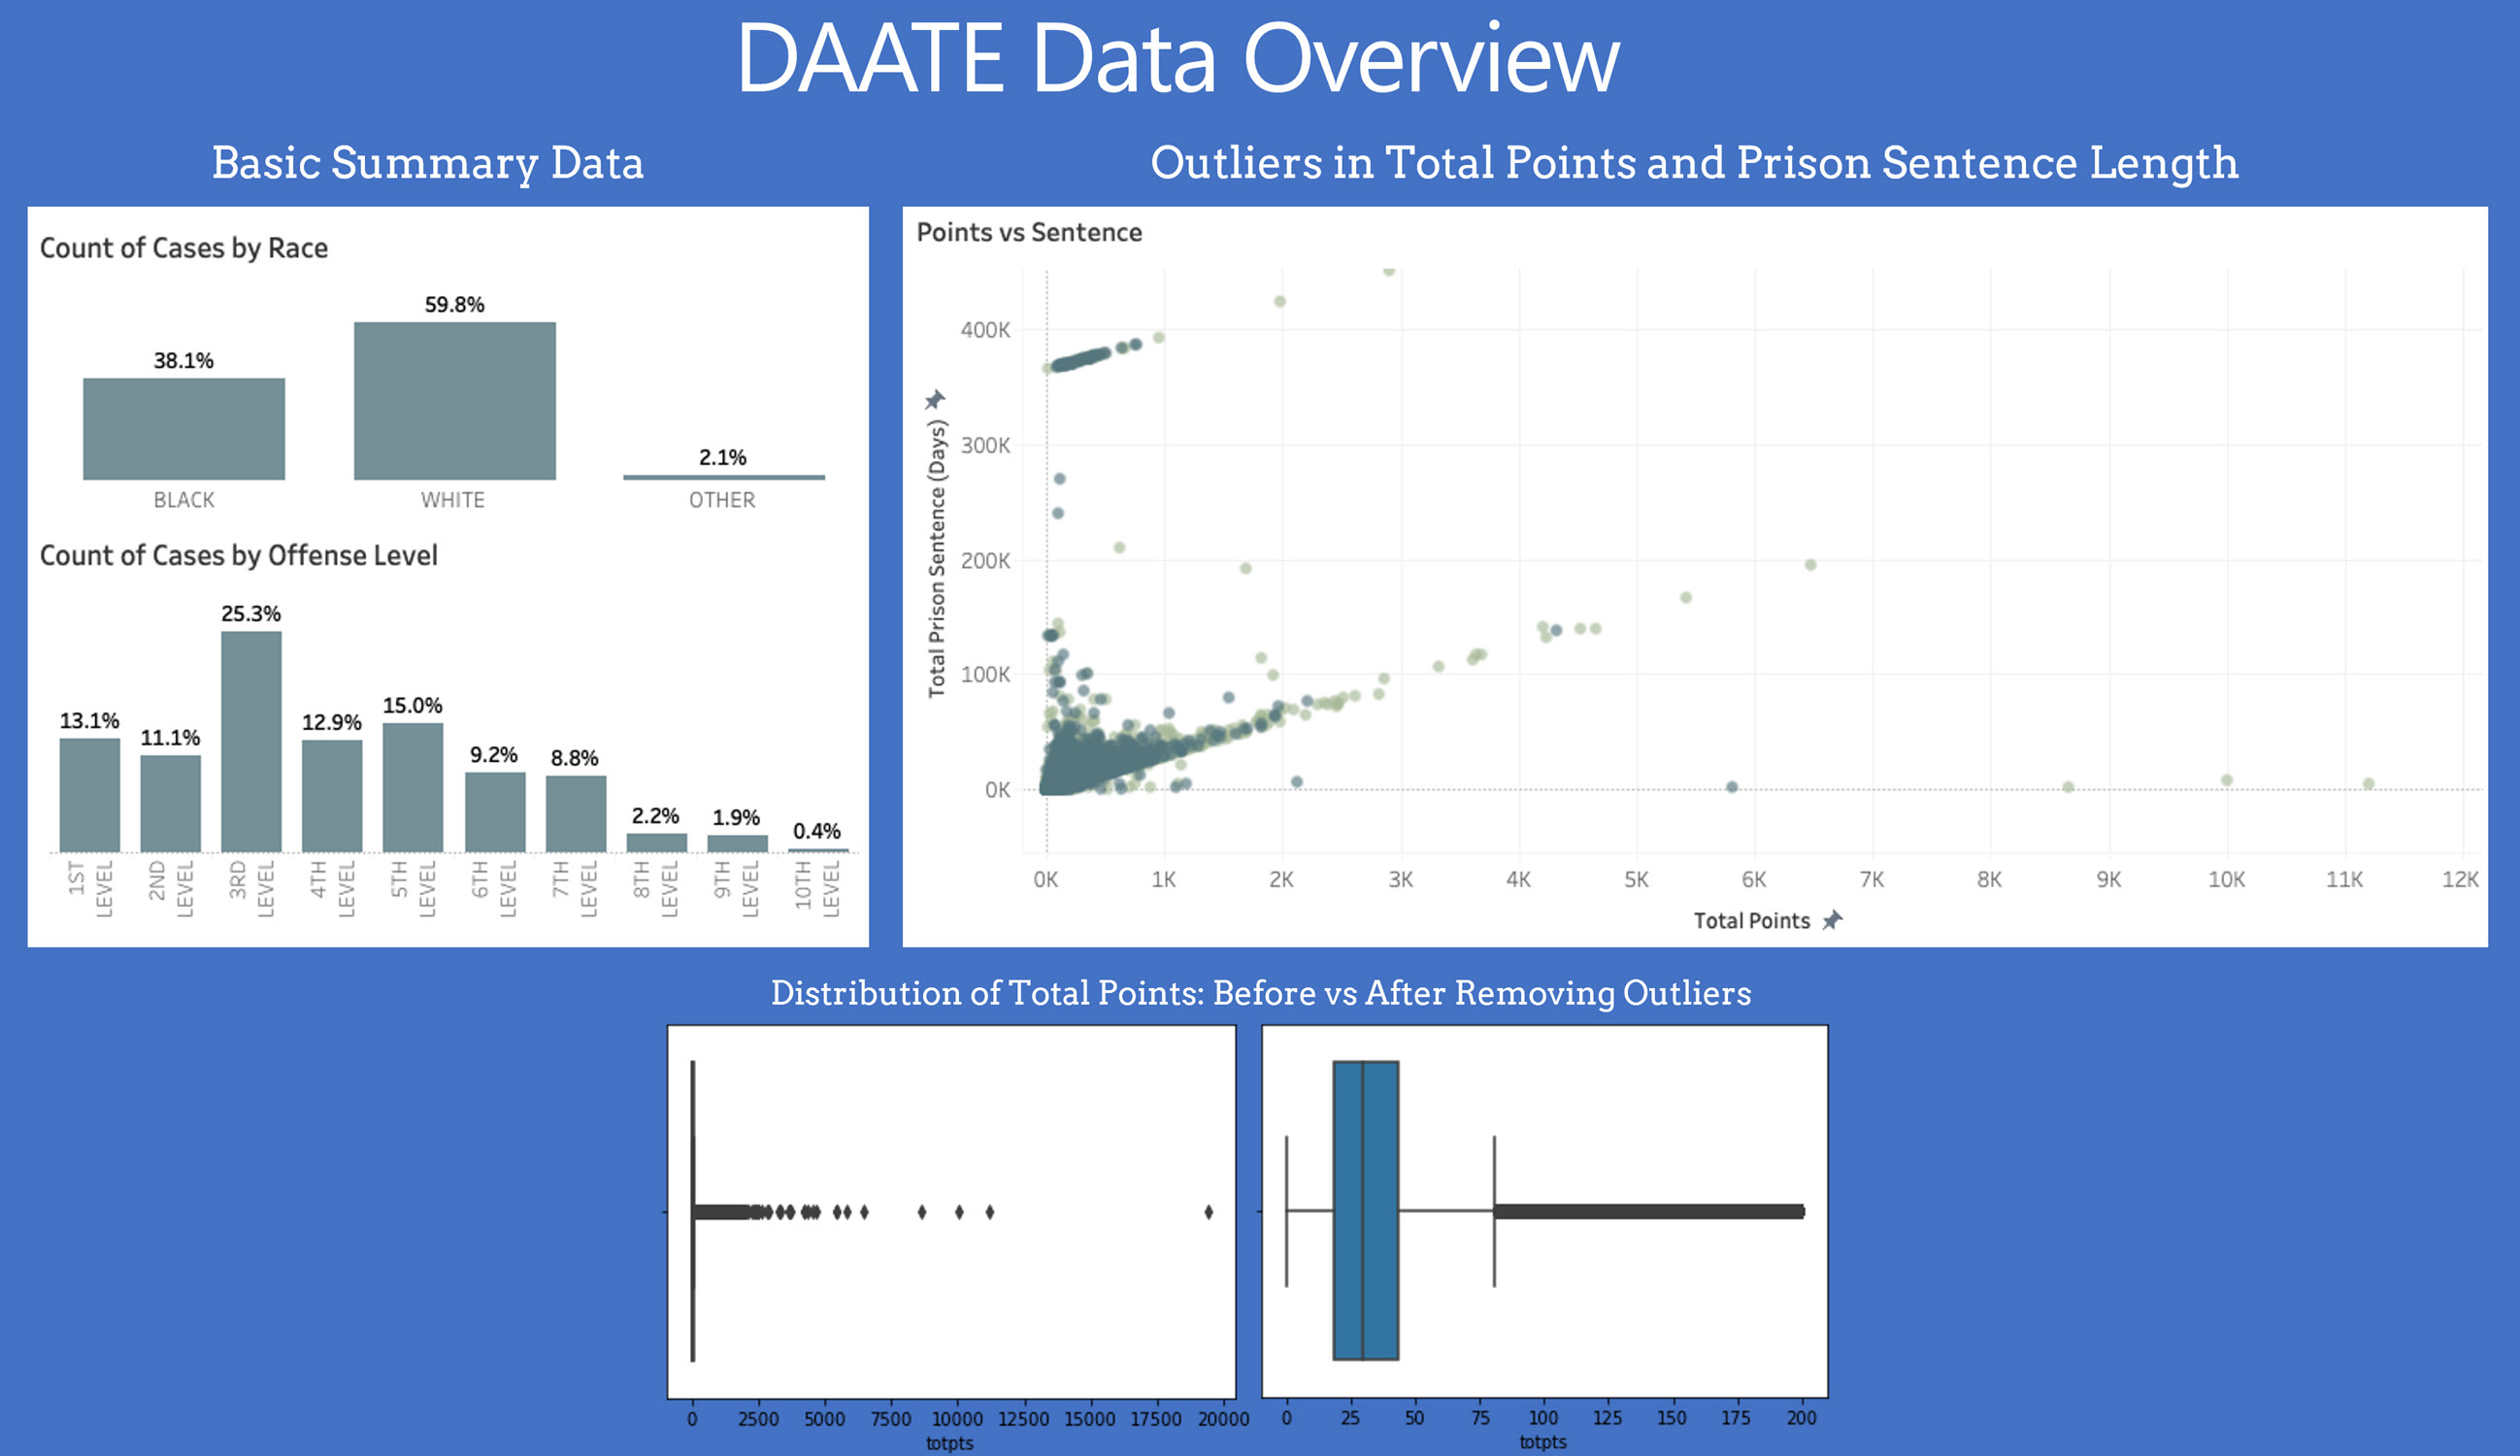 DAATE Data Overview
Basic Summary Data
Count of Cases by Race
59.8%
38.1%
2.1%
BLACK WHITE OTHER
Count of Cases by Offense Level
25.3%
15.0%
13.1%
12.9%
11.1%
9.2%
8.8%
2.2%
1.9%
0.4%
1ST LEVEL
2ND LEVEL
3RD LEVEL
4TH LEVEL
5TH LEVEL
6TH LEVEL
7TH LEVEL
8TH LEVEL
9TH LEVEL
10TH LEVEL
Outliers in Total Points and Prison Sentence Length
Points vs Sentence
Total Prison Sentence (Days)
400K
300K
200K
100K
0K
0K 1K 2K 3K 4K 5K 6K 7K 8K 9K 10K 11K 12K
Total Points
Distribution of Total Points: Before vs After Removing Outliers
0 2500 5000 7500 10000 12500 15000 17500 20000
totpts
0 25 50 75 100 125 150 175 200
totpts